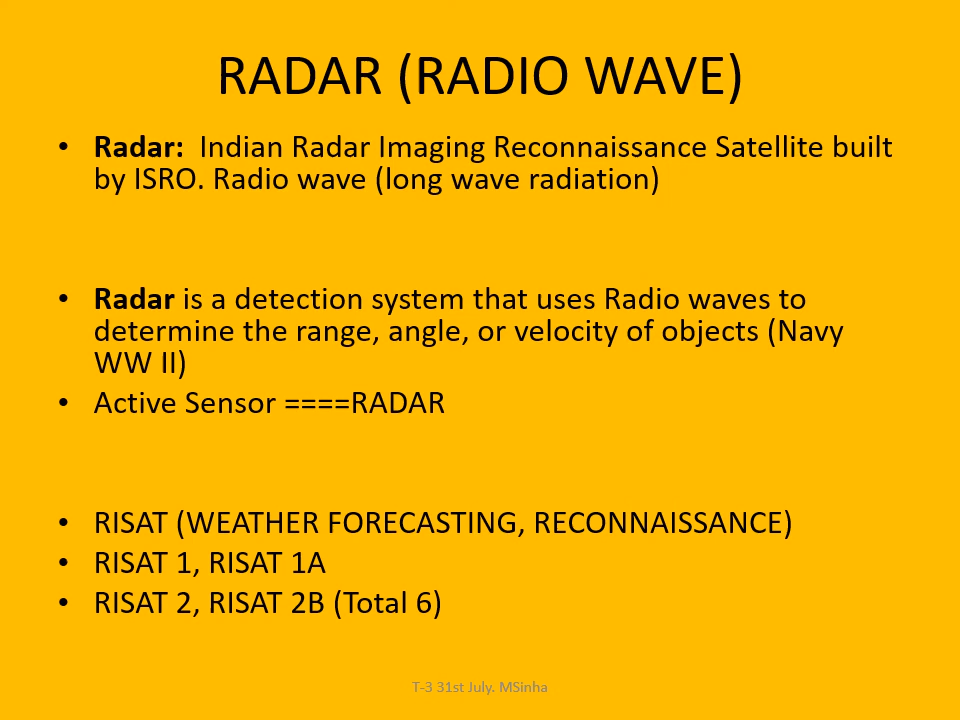 RADAR (RADIO WAVE)
• Radar:  Indian Radar Imaging Reconnaissance Satellite built
by ISRO. Radio wave (long wave radiation)
• Radar is a detection system that uses Radio waves to
determine the range, angle, or velocity of objects (Navy
WW II)
• Active Sensor ====RADAR
• RISAT (WEATHER FORECASTING, RECONNAISSANCE)
• RISAT 1, RISAT 1A
• RISAT 2, RISAT 2B (Total 6)
T-3 31st July. MSinha